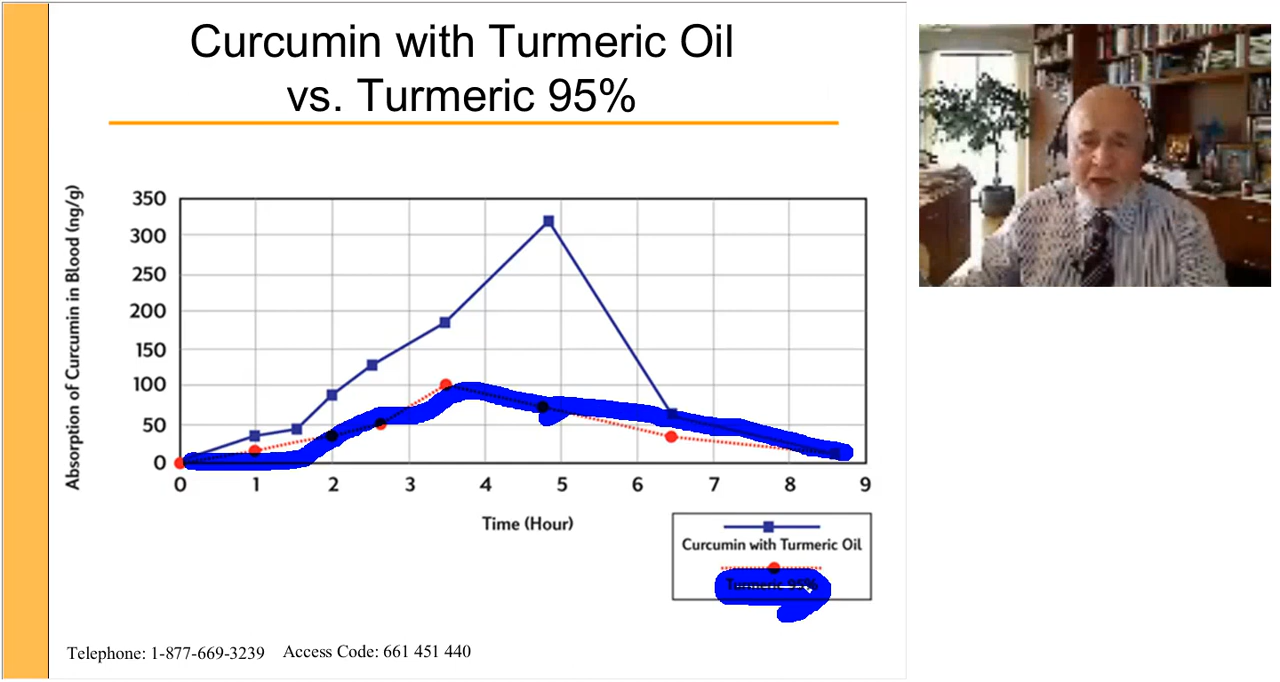 Curcumin with Turmeric Oil
vs. Turmeric 95%
Absorption of Curcumin in Blood (ng/g)
350
300
250
200
150
100
50
0
0 1 2 3 4 5 6 7 8 9
Time (Hour)
Curcumin with Turmeric Oil
Turmeric 95%
Telephone: 1-877-669-3239 Access Code: 661 451 440